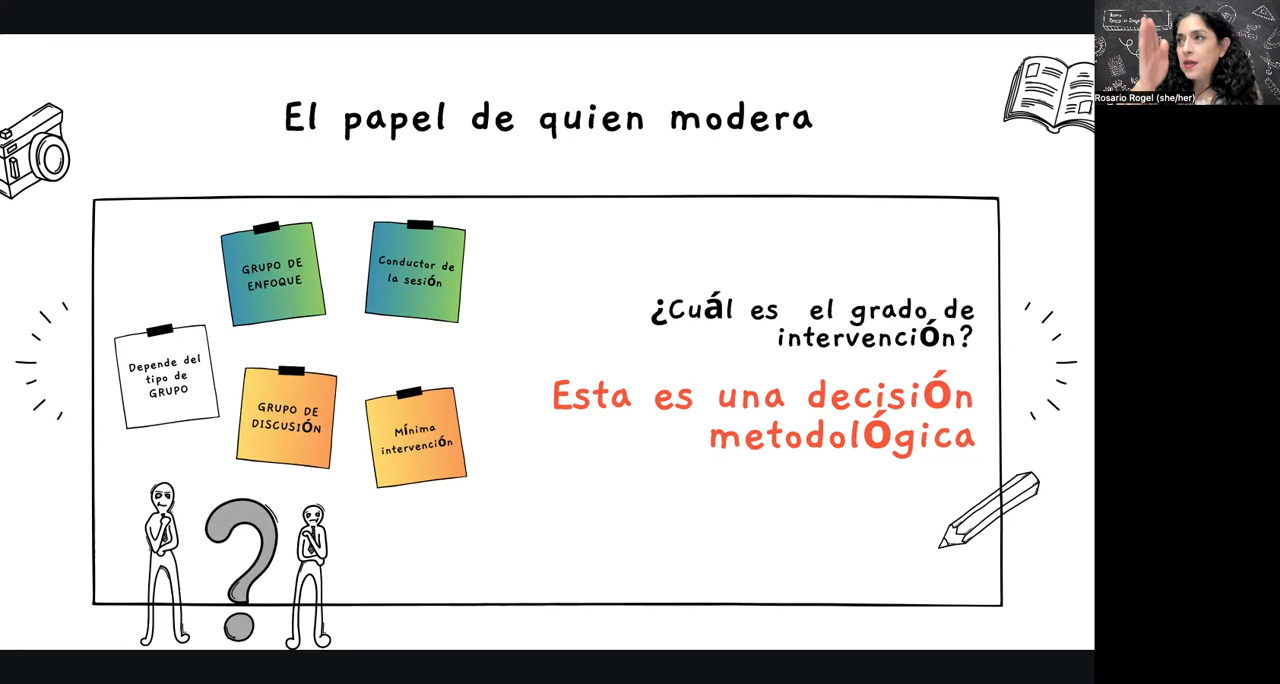 El papel de quien modera
GRUPO DE
ENFOQUE
Conductor de
la sesión
Depende del
tipo de
GRUPO
GRUPO DE
DISCUSIÓN
Mínima
intervención
¿Cuál es el grado de
intervención?
Esta es una decisión
metodológica
Rosario Rogel (she/her)